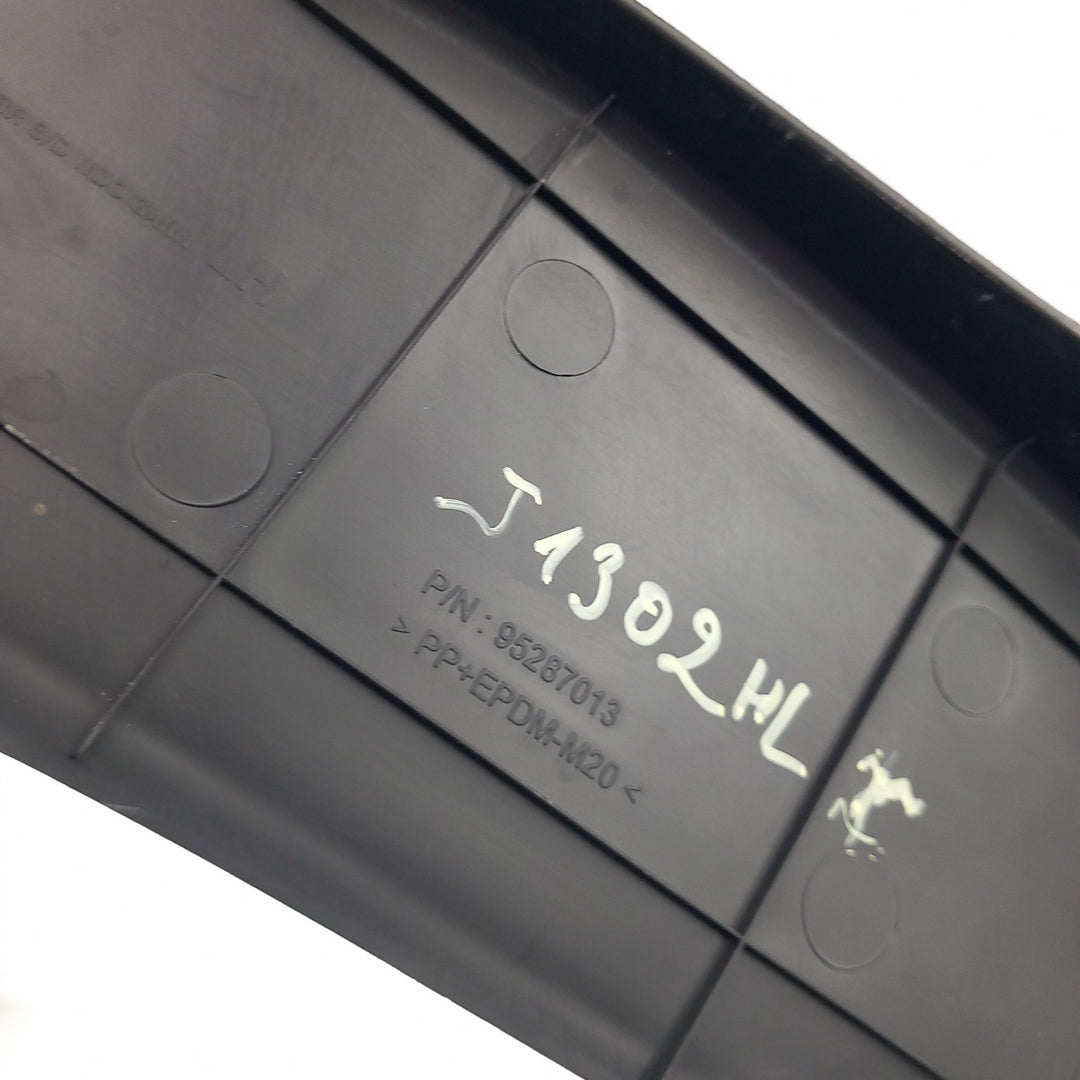 J1302HL
P/N : 95287013
> PP+EPDM-M20 <